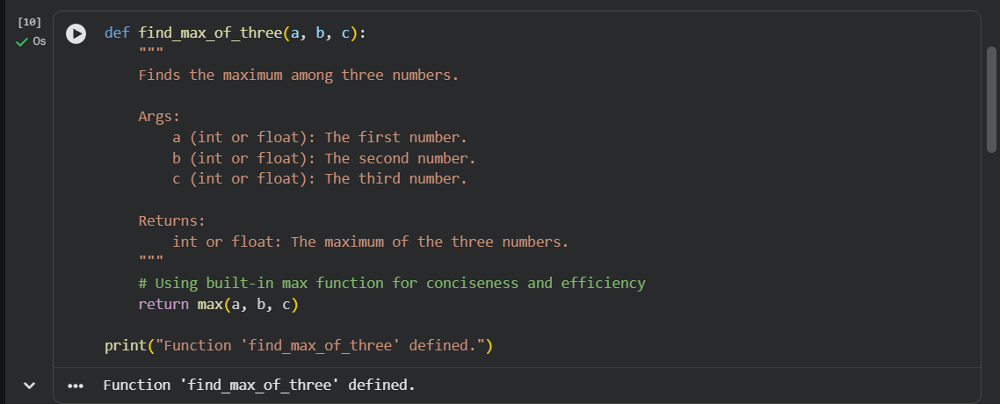 [10]
0s
def find_max_of_three(a, b, c):
    """
    Finds the maximum among three numbers.

    Args:
        a (int or float): The first number.
        b (int or float): The second number.
        c (int or float): The third number.

    Returns:
        int or float: The maximum of the three numbers.
    """
    # Using built-in max function for conciseness and efficiency
    return max(a, b, c)

print("Function 'find_max_of_three' defined.")
Function 'find_max_of_three' defined.